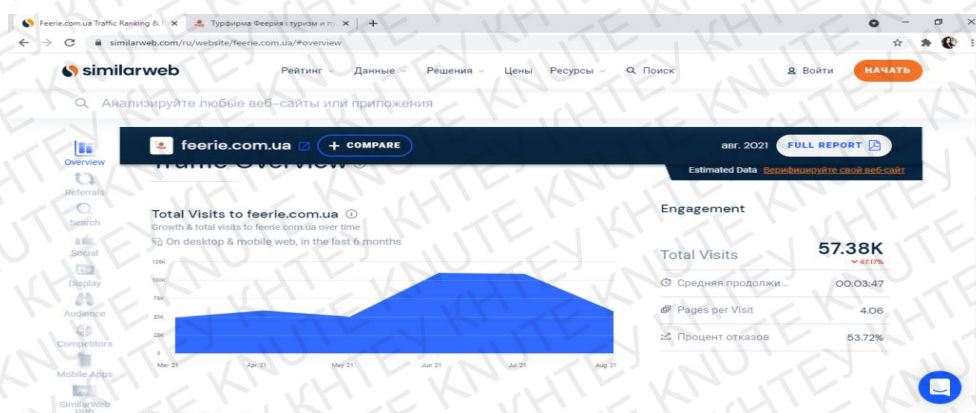 Feerie.com.ua Traffic Ranking &
Турфирма Феерия : туризм и п
similarweb.com/ru/website/feerie.com.ua/#overview
similarweb
Рейтинг
Данные
Решения
Цены
Ресурсы
Поиск
Войти
НАЧАТЬ
Анализируйте любые веб-сайты или приложения
feerie.com.ua
+ COMPARE
авг. 2021
FULL REPORT
Estimated Data Верифицируйте свой веб-сайт
Overview
Referrals
Search
Social
Display
Audience
Competitors
Mobile Apps
SimilarWeb
Traffic Overview
Total Visits to feerie.com.ua
Growth & total visits to feerie.com.ua over time
On desktop & mobile web, in the last 6 months
125K
100K
75K
50K
25K
0
Mar '21
Apr '21
May '21
Jun '21
Jul '21
Aug '21
Engagement
Total Visits
57.38K
47.17%
Средняя продолжи...
00:03:47
Pages per Visit
4.06
Процент отказов
53.72%
KNUTE